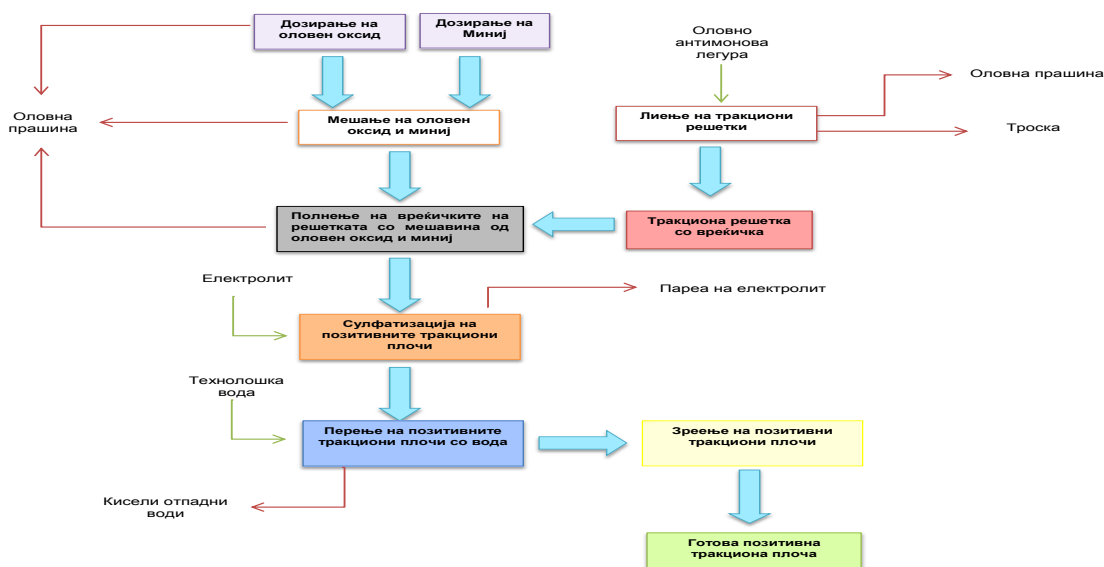 Дозирање на
оловен оксид
Дозирање на
Миниј
Оловно
антимонова
легура
Оловна прашина
Оловна
прашина
Мешање на оловен
оксид и миниј
Лиење на тракциони
решетки
Троска
Полнење на вреќичките на
решетката со мешавина од
оловен оксид и миниј
Тракциона решетка
со вреќичка
Електролит
Пареа на електролит
Сулфатизација на
позитивните тракциони
плочи
Технолошка
вода
Перење на позитивните
тракциони плочи со вода
Зреење на позитивни
тракциони плочи
Кисели отпадни
води
Готова позитивна
тракциона плоча